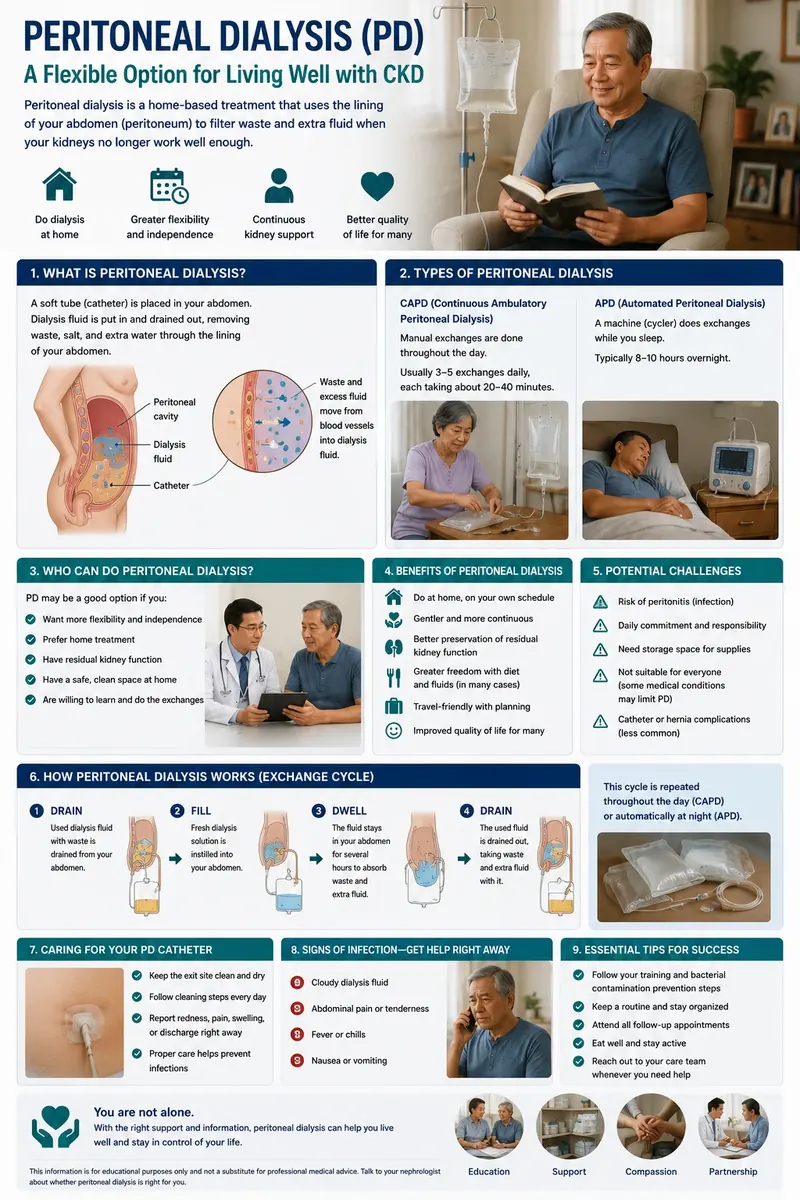 PERITONEAL DIALYSIS (PD)
A Flexible Option for Living Well with CKD
Peritoneal dialysis is a home-based treatment that uses the lining
of your abdomen (peritoneum) to filter waste and extra fluid when
your kidneys no longer work well enough.
Do dialysis
at home
Greater flexibility
and independence
Continuous
kidney support
Better quality
of life for many
1. WHAT IS PERITONEAL DIALYSIS?
A soft tube (catheter) is placed in your abdomen.
Dialysis fluid is put in and drained out, removing
waste, salt, and extra water through the lining
of your abdomen.
Peritoneal
cavity
Dialysis
fluid
Catheter
Waste and
excess fluid
move from
blood vessels
into dialysis
fluid.
2. TYPES OF PERITONEAL DIALYSIS
CAPD (Continuous Ambulatory
Peritoneal Dialysis)
Manual exchanges are done
throughout the day.
Usually 3–5 exchanges daily,
each taking about 20–40 minutes.
APD (Automated Peritoneal Dialysis)
A machine (cycler) does exchanges
while you sleep.
Typically 8–10 hours overnight.
3. WHO CAN DO PERITONEAL DIALYSIS?
PD may be a good option if you:
Want more flexibility and independence
Prefer home treatment
Have residual kidney function
Have a safe, clean space at home
Are willing to learn and do the exchanges
4. BENEFITS OF PERITONEAL DIALYSIS
Do at home, on your own schedule
Gentler and more continuous
Better preservation of residual
kidney function
Greater freedom with diet
and fluids (in many cases)
Travel-friendly with planning
Improved quality of life for many
5. POTENTIAL CHALLENGES
Risk of peritonitis (infection)
Daily commitment and responsibility
Need storage space for supplies
Not suitable for everyone
(some medical conditions
may limit PD)
Catheter or hernia complications
(less common)
6. HOW PERITONEAL DIALYSIS WORKS (EXCHANGE CYCLE)
1 DRAIN
Used dialysis fluid
with waste is
drained from your
abdomen.
2 FILL
Fresh dialysis
solution is
instilled into
your abdomen.
3 DWELL
The fluid stays
in your abdomen
for several
hours to absorb
waste and
extra fluid.
4 DRAIN
The used fluid
is drained out,
taking waste
and extra fluid
with it.
This cycle is repeated
throughout the day (CAPD)
or automatically at night (APD).
7. CARING FOR YOUR PD CATHETER
Keep the exit site clean and dry
Follow cleaning steps every day
Report redness, pain, swelling,
or discharge right away
Proper care helps prevent
infections
8. SIGNS OF INFECTION—GET HELP RIGHT AWAY
Cloudy dialysis fluid
Abdominal pain or tenderness
Fever or chills
Nausea or vomiting
9. ESSENTIAL TIPS FOR SUCCESS
Follow your training and bacterial
contamination prevention steps
Keep a routine and stay organized
Attend all follow-up appointments
Eat well and stay active
Reach out to your care team
whenever you need help
You are not alone.
With the right support and information, peritoneal dialysis can help you live
well and stay in control of your life.
This information is for educational purposes only and not a substitute for professional medical advice. Talk to your nephrologist
about whether peritoneal dialysis is right for you.
Education
Support
Compassion
Partnership